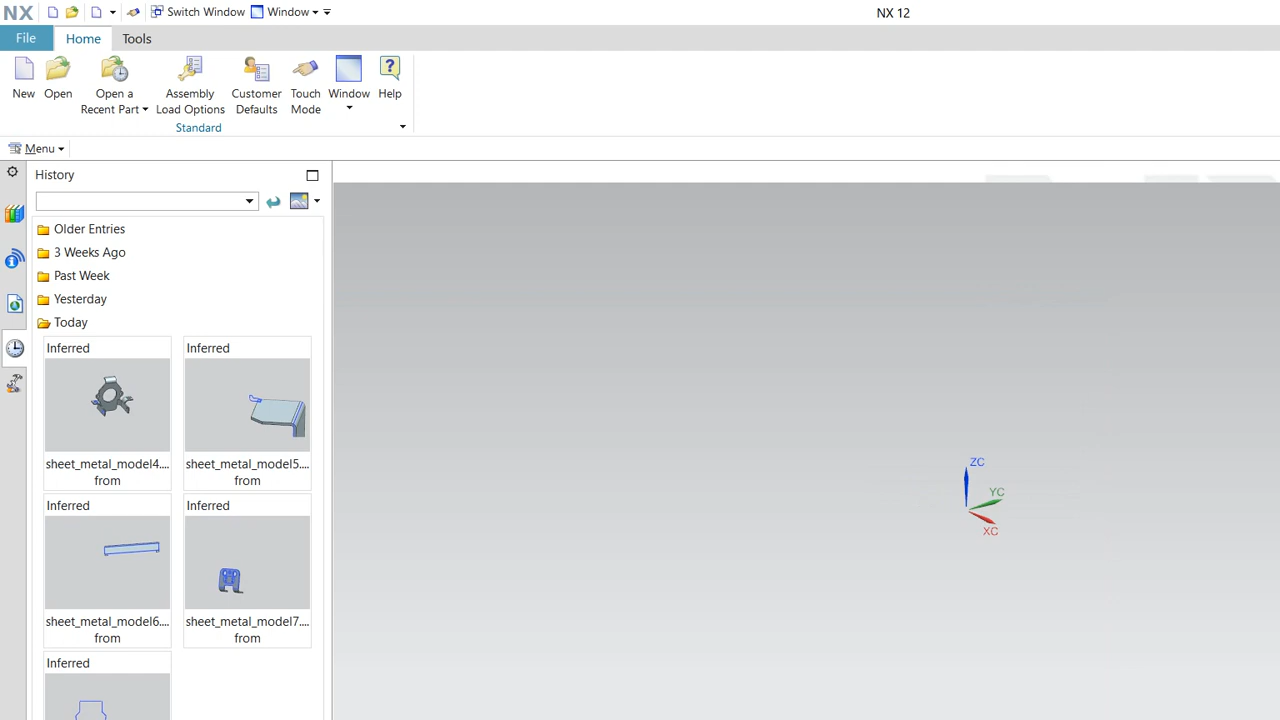 NX
Switch Window
Window
NX 12
File
Home
Tools
New
Open
Open a
Recent Part
Assembly
Load Options
Customer
Defaults
Touch
Mode
Window
Help
Standard
Menu
History
Older Entries
3 Weeks Ago
Past Week
Yesterday
Today
Inferred
Inferred
sheet_metal_model4....
from
sheet_metal_model5....
from
Inferred
Inferred
sheet_metal_model6....
from
sheet_metal_model7....
from
Inferred
ZC
YC
XC